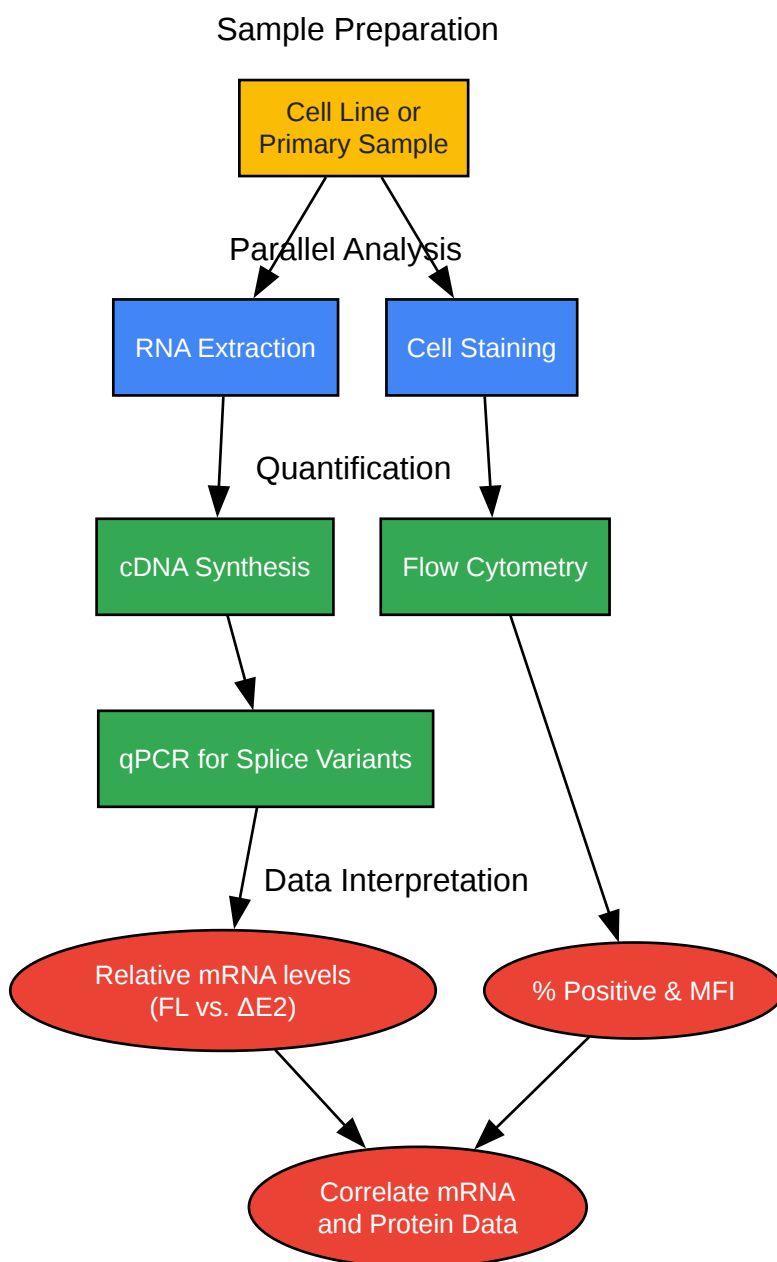 Sample Preparation
Cell Line or
Primary Sample
Parallel Analysis
RNA Extraction
Cell Staining
Quantification
cDNA Synthesis
Flow Cytometry
qPCR for Splice Variants
Data Interpretation
Relative mRNA levels
(FL vs. ΔE2)
% Positive & MFI
Correlate mRNA
and Protein Data